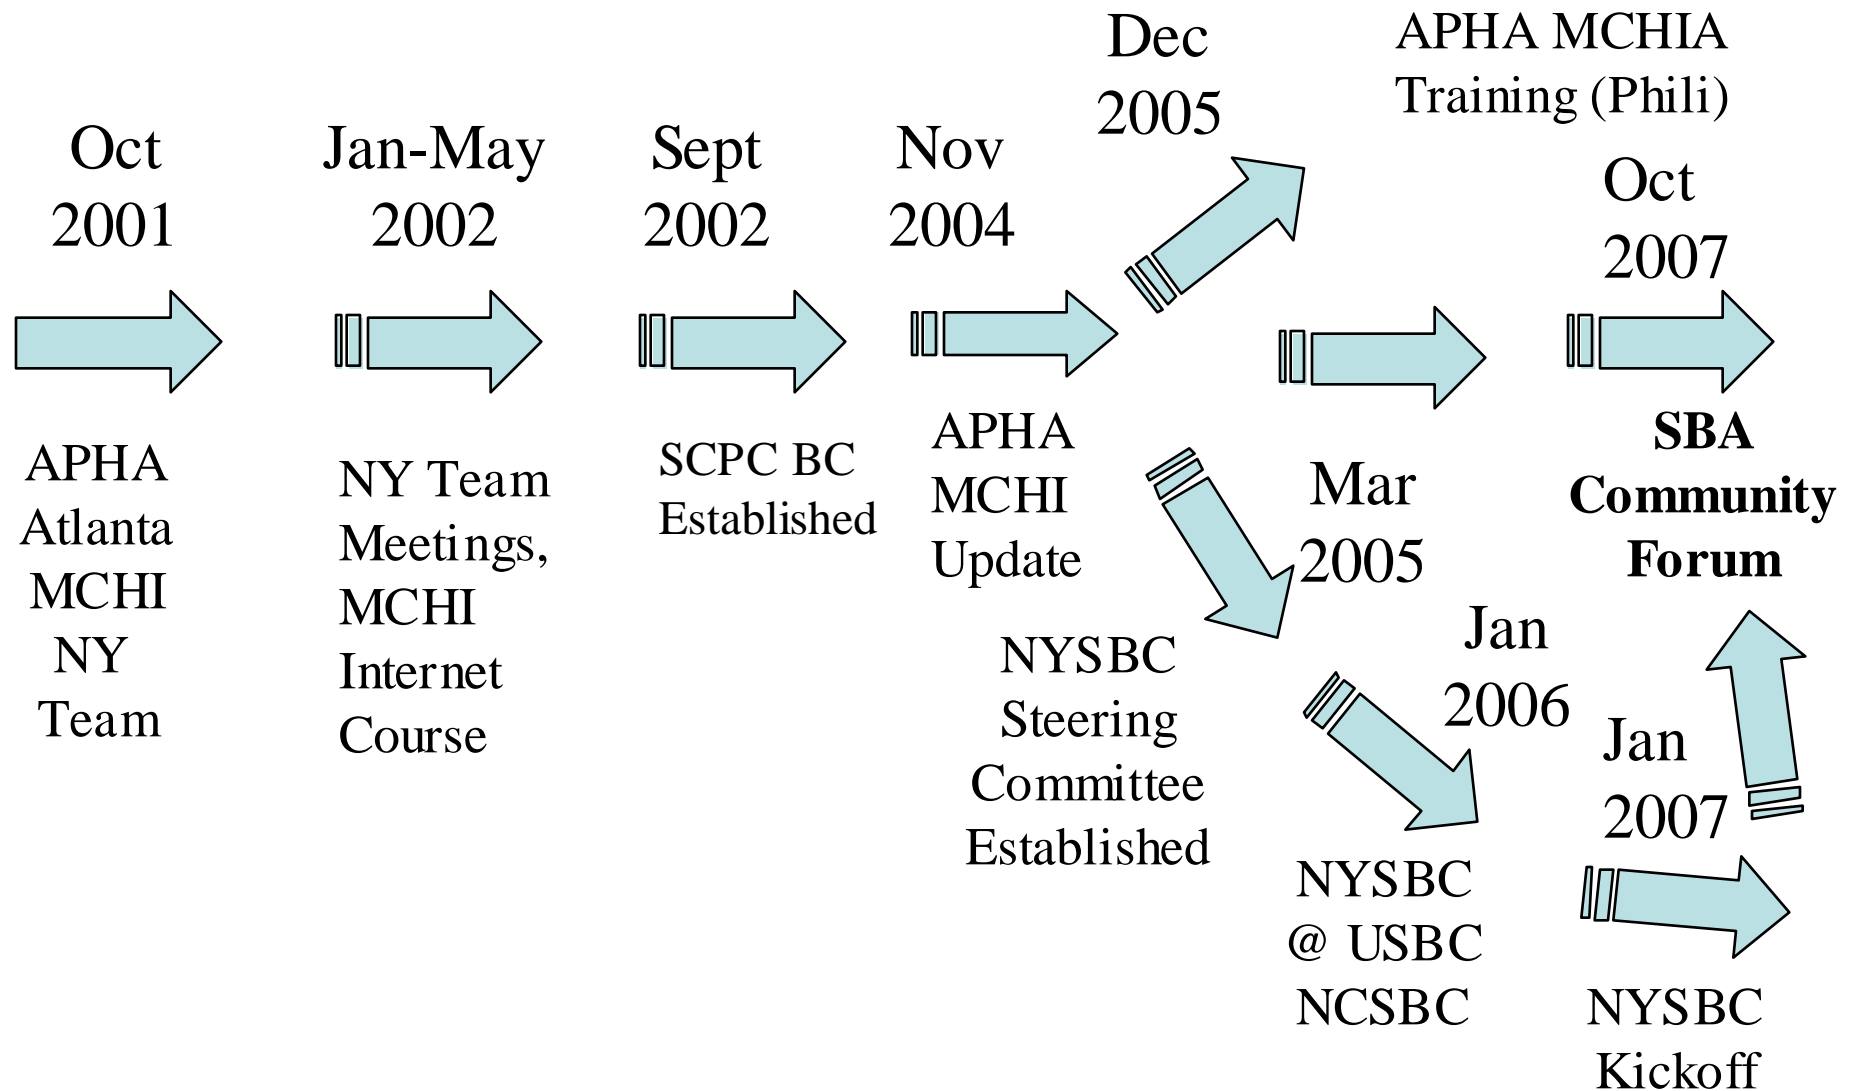 Oct
2001
APHA
Atlanta
MCHI
NY
Team
Jan-May
2002
NY Team
Meetings,
MCHI
Internet
Course
Sept
2002
SCPC BC
Established
Nov
2004
APHA
MCHI
Update
Dec
2005
APHA MCHIA
Training (Phili)
Mar
2005
NYSBC
Steering
Committee
Established
Jan
2006
NYSBC
@ USBC
NCSBC
Jan
2007
NYSBC
Kickoff
Oct
2007
SBA
Community
Forum